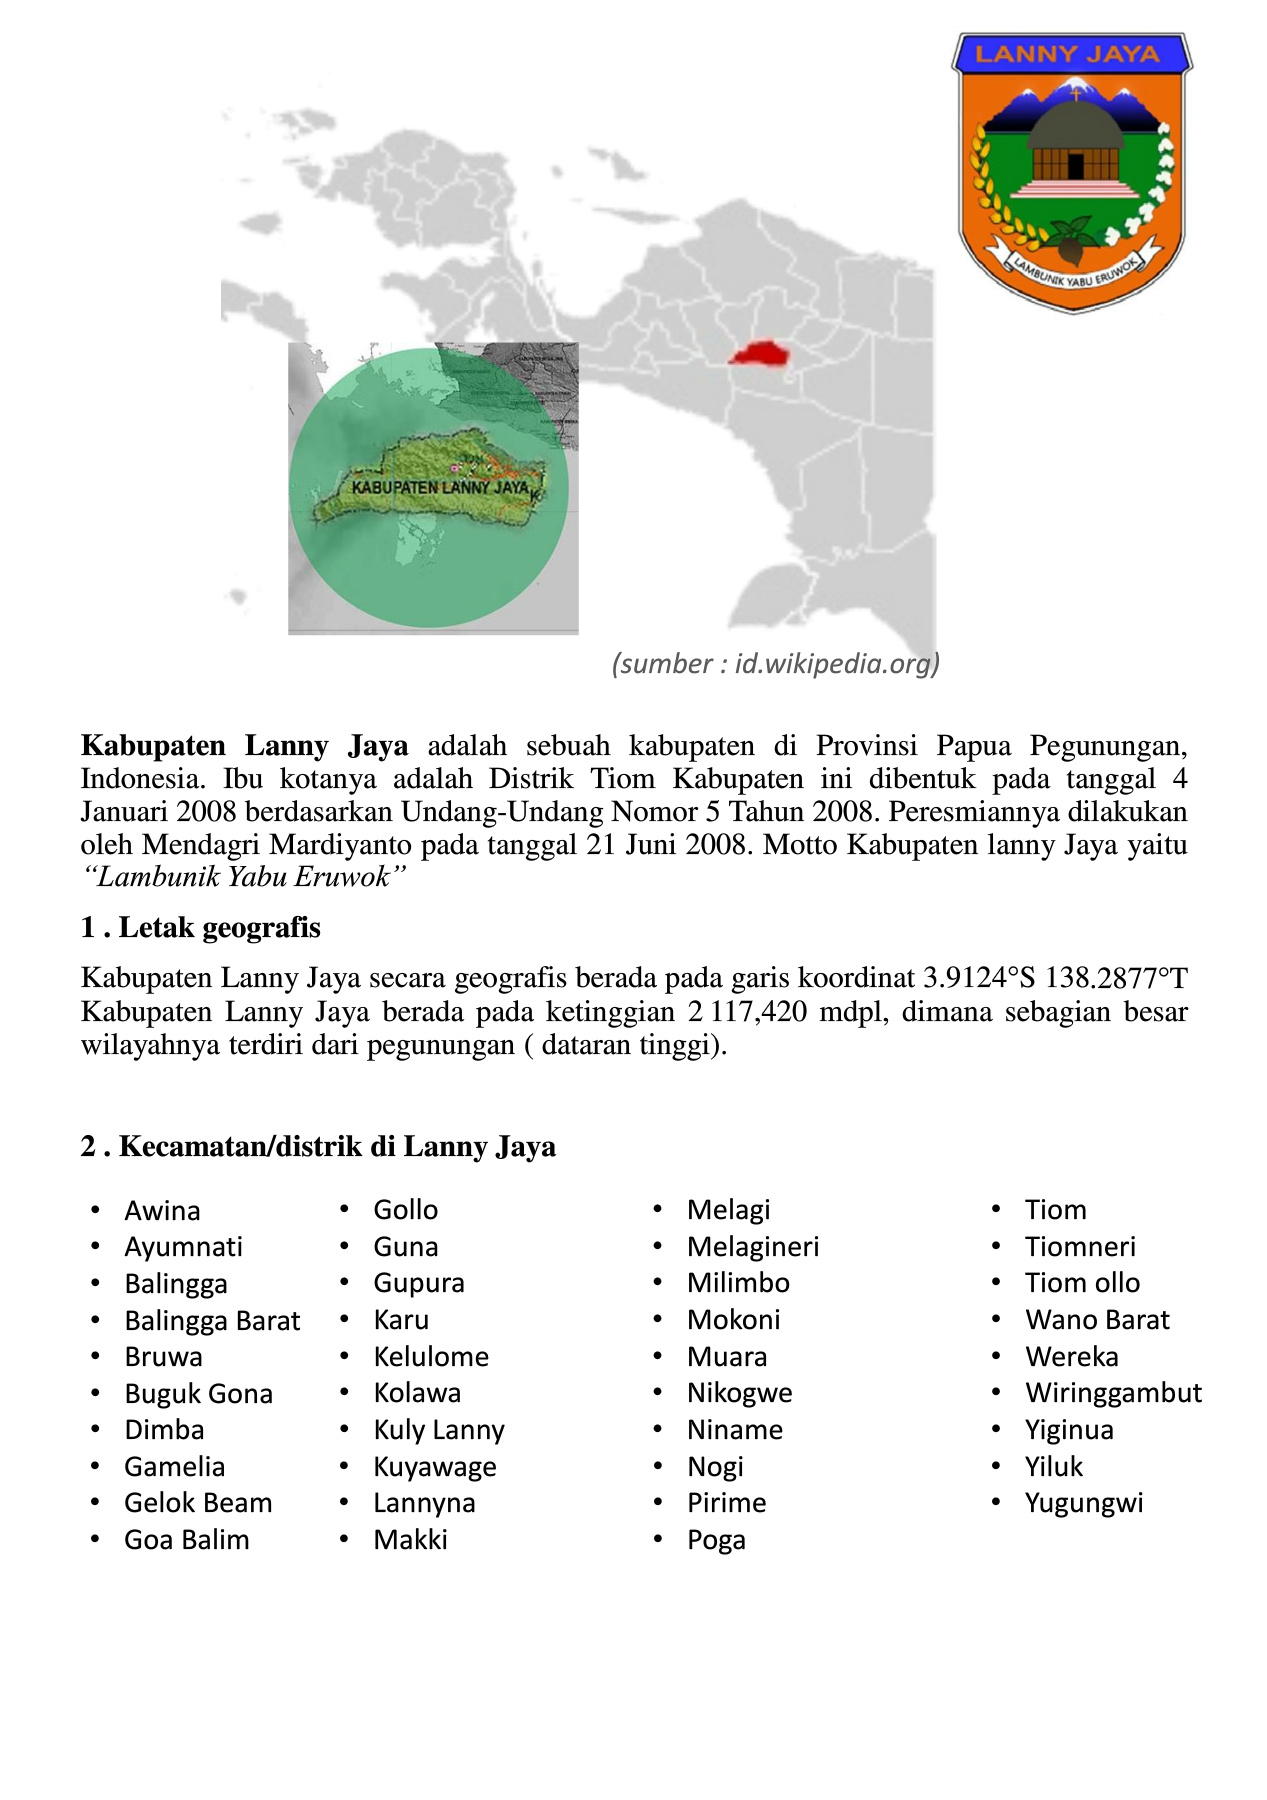 LANNY JAYA
LAMBUNIK YABU ERUWOK
KABUPATEN LANNY JAYA
(sumber : id.wikipedia.org)
Kabupaten Lanny Jaya adalah sebuah kabupaten di Provinsi Papua Pegunungan,
Indonesia. Ibu kotanya adalah Distrik Tiom Kabupaten ini dibentuk pada tanggal 4
Januari 2008 berdasarkan Undang-Undang Nomor 5 Tahun 2008. Peresmiannya dilakukan
oleh Mendagri Mardiyanto pada tanggal 21 Juni 2008. Motto Kabupaten lanny Jaya yaitu
“Lambunik Yabu Eruwok”
1 . Letak geografis
Kabupaten Lanny Jaya secara geografis berada pada garis koordinat 3.9124°S 138.2877°T
Kabupaten Lanny Jaya berada pada ketinggian 2 117,420 mdpl, dimana sebagian besar
wilayahnya terdiri dari pegunungan ( dataran tinggi).
2 . Kecamatan/distrik di Lanny Jaya
• Awina
• Ayumnati
• Balingga
• Balingga Barat
• Bruwa
• Buguk Gona
• Dimba
• Gamelia
• Gelok Beam
• Goa Balim
• Gollo
• Guna
• Gupura
• Karu
• Kelulome
• Kolawa
• Kuly Lanny
• Kuyawage
• Lannyna
• Makki
• Melagi
• Melagineri
• Milimbo
• Mokoni
• Muara
• Nikogwe
• Niname
• Nogi
• Pirime
• Poga
• Tiom
• Tiomneri
• Tiom ollo
• Wano Barat
• Wereka
• Wiringgambut
• Yiginua
• Yiluk
• Yugungwi